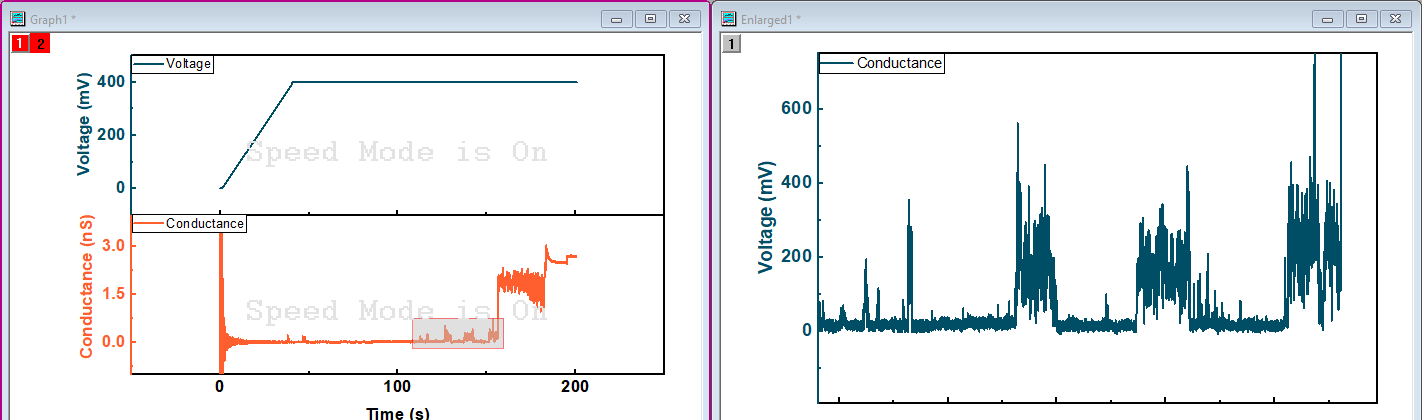 Graph1 *
1 2
Voltage
400
200
0
Voltage (mV)
Speed Mode is On
Conductance
3.0
1.5
0.0
Conductance (nS)
Speed Mode is On
0 100 200
Time (s)
Enlarged1 *
1
Conductance
600
400
200
0
Voltage (mV)